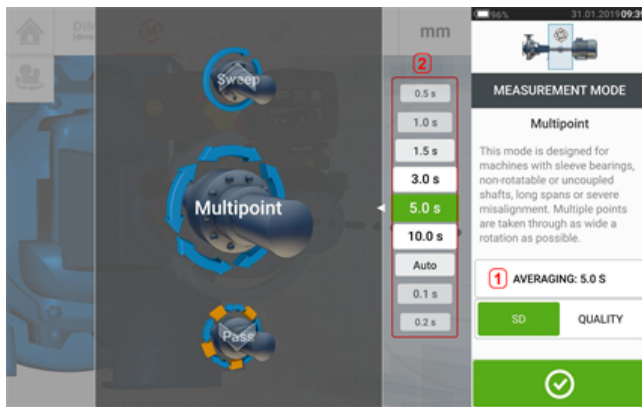 96%
31.01.2019 09:39
DIM
mm
Sweep
2
0.5 s
1.0 s
1.5 s
3.0 s
5.0 s
10.0 s
Auto
0.1 s
0.2 s
Multipoint
Pass
MEASUREMENT MODE
Multipoint
This mode is designed for
machines with sleeve bearings,
non-rotatable or uncoupled
shafts, long spans or severe
misalignment. Multiple points
are taken through as wide a
rotation as possible.
1 AVERAGING: 5.0 S
SD
QUALITY